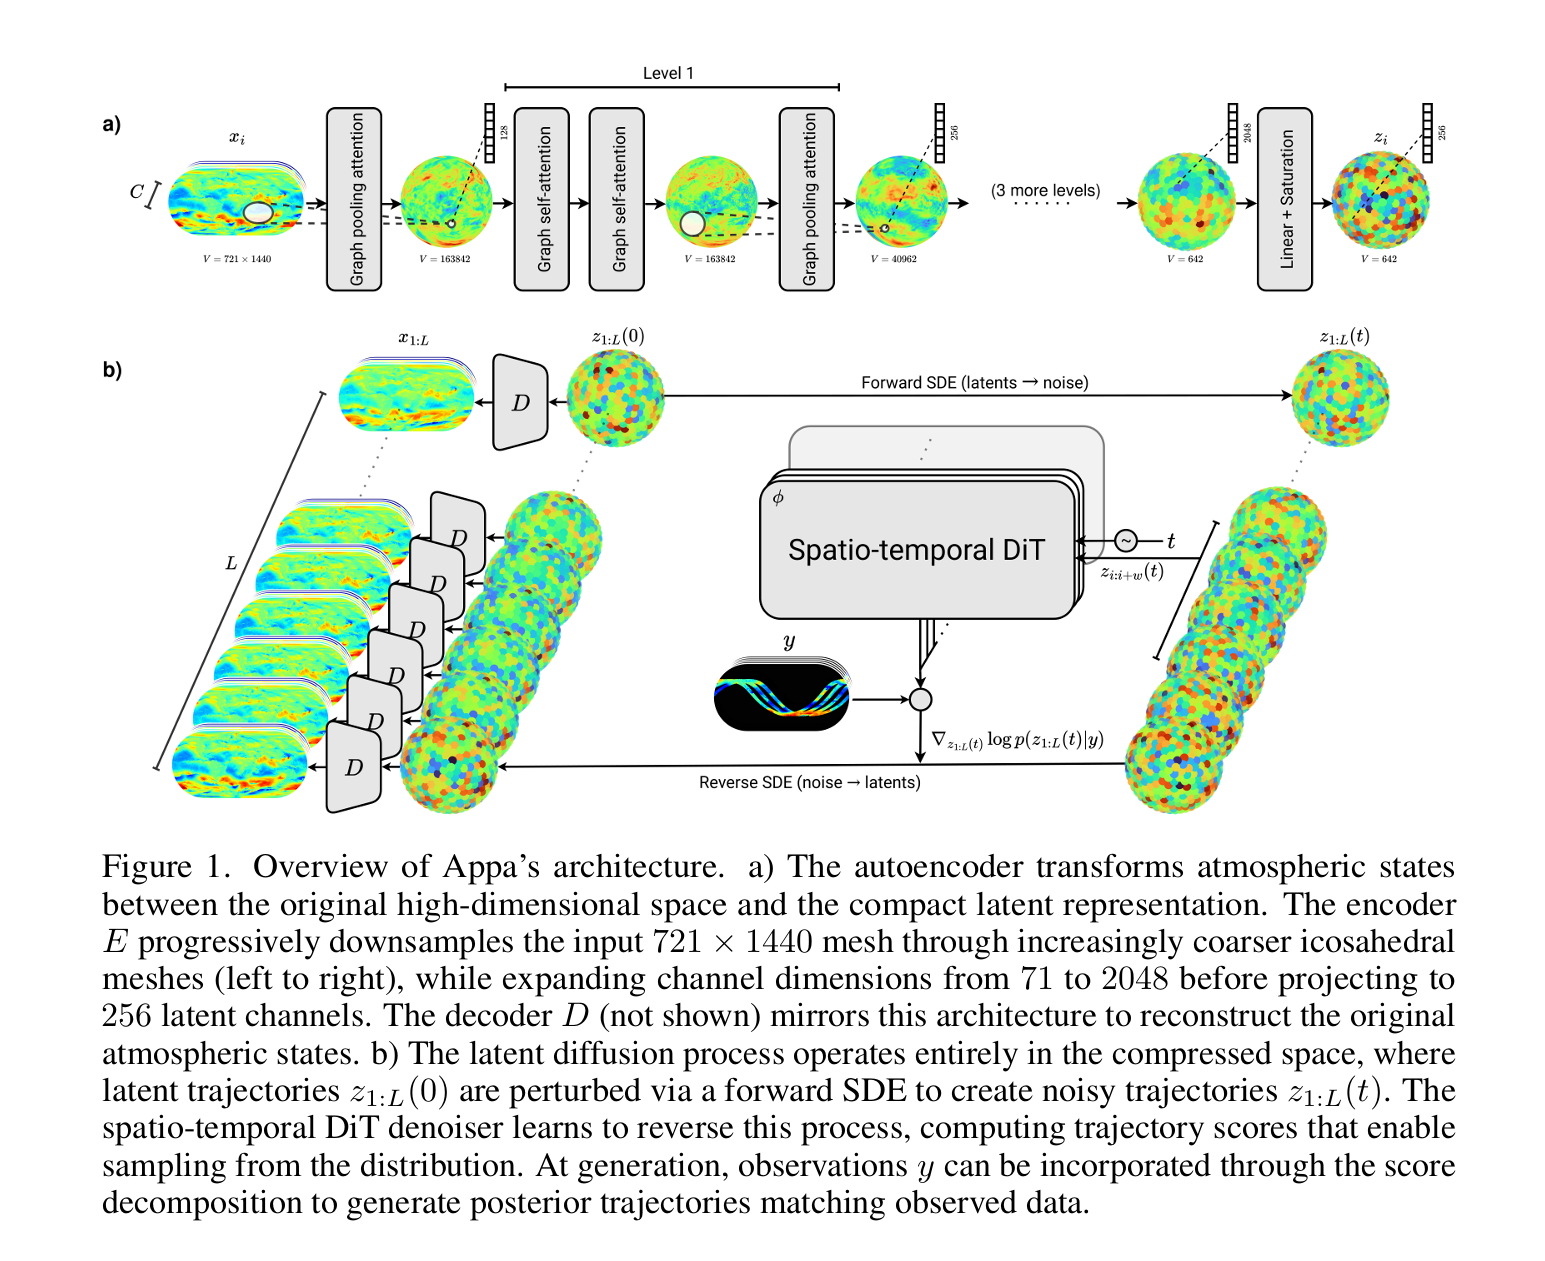 Level 1
a)
x_i
C
V = 721 × 1440
Graph pooling attention
128
V = 163842
Graph self-attention
Graph self-attention
V = 163842
Graph pooling attention
256
V = 40962
(3 more levels)
. . . . . .
2048
V = 642
Linear + Saturation
z_i
256
V = 642
b)
x_{1:L}
D
z_{1:L}(0)
Forward SDE (latents → noise)
z_{1:L}(t)
L
D
D
D
D
D
D
ϕ
Spatio-temporal DiT
~
t
z_{i:i+w}(t)
y
∇_{z_{1:L}(t)} log p(z_{1:L}(t)|y)
Reverse SDE (noise → latents)
Figure 1. Overview of Appa's architecture. a) The autoencoder transforms atmospheric states
between the original high-dimensional space and the compact latent representation. The encoder
E progressively downsamples the input 721 × 1440 mesh through increasingly coarser icosahedral
meshes (left to right), while expanding channel dimensions from 71 to 2048 before projecting to
256 latent channels. The decoder D (not shown) mirrors this architecture to reconstruct the original
atmospheric states. b) The latent diffusion process operates entirely in the compressed space, where
latent trajectories z_{1:L}(0) are perturbed via a forward SDE to create noisy trajectories z_{1:L}(t). The
spatio-temporal DiT denoiser learns to reverse this process, computing trajectory scores that enable
sampling from the distribution. At generation, observations y can be incorporated through the score
decomposition to generate posterior trajectories matching observed data.